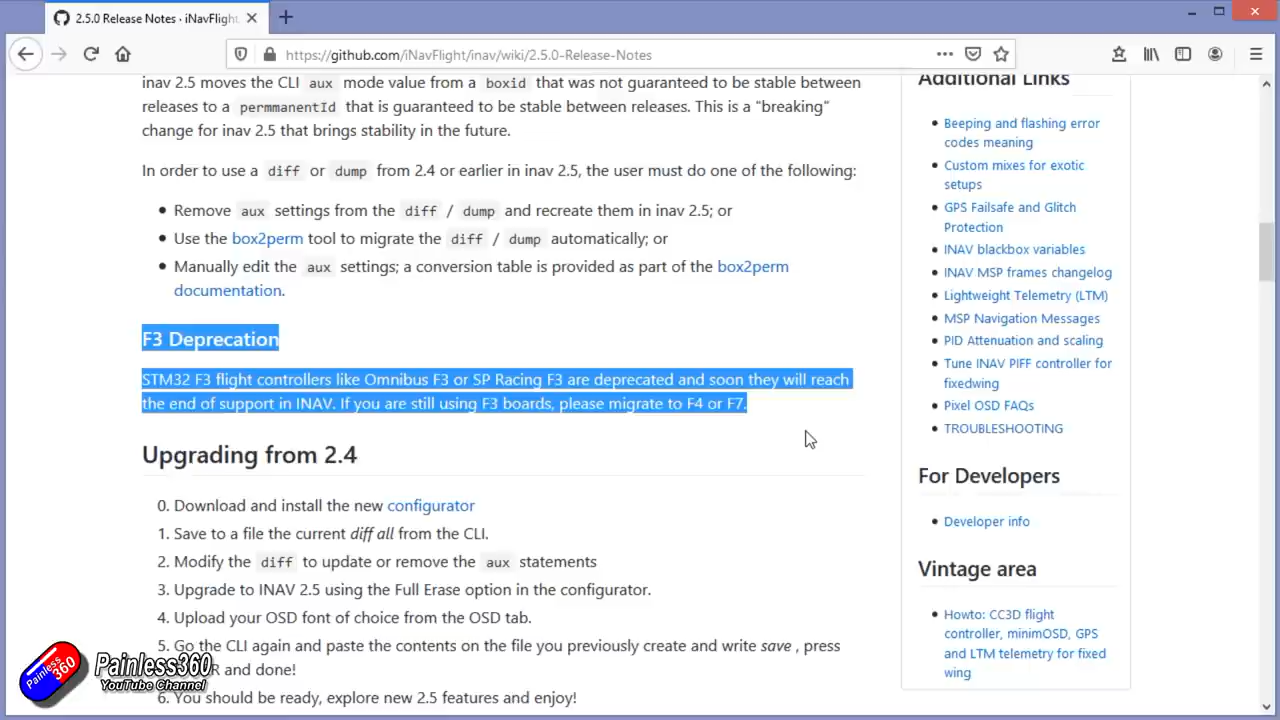 2.5.0 Release Notes · iNavFlight
https://github.com/iNavFlight/inav/wiki/2.5.0-Release-Notes
inav 2.5 moves the CLI aux mode value from a boxid that was not guaranteed to be stable between
releases to a permmanentId that is guaranteed to be stable between releases. This is a "breaking"
change for inav 2.5 that brings stability in the future.
In order to use a diff or dump from 2.4 or earlier in inav 2.5, the user must do one of the following:
Remove aux settings from the diff / dump and recreate them in inav 2.5; or
Use the box2perm tool to migrate the diff / dump automatically; or
Manually edit the aux settings; a conversion table is provided as part of the box2perm
documentation.
F3 Deprecation
STM32 F3 flight controllers like Omnibus F3 or SP Racing F3 are deprecated and soon they will reach
the end of support in INAV. If you are still using F3 boards, please migrate to F4 or F7.
Upgrading from 2.4
0. Download and install the new configurator
1. Save to a file the current diff all from the CLI.
2. Modify the diff to update or remove the aux statements
3. Upgrade to INAV 2.5 using the Full Erase option in the configurator.
4. Upload your OSD font of choice from the OSD tab.
5. Go the CLI again and paste the contents on the file you previously create and write save , press
R and done!
6. You should be ready, explore new 2.5 features and enjoy!
Additional Links
Beeping and flashing error
codes meaning
Custom mixes for exotic
setups
GPS Failsafe and Glitch
Protection
INAV blackbox variables
INAV MSP frames changelog
Lightweight Telemetry (LTM)
MSP Navigation Messages
PID Attenuation and scaling
Tune INAV PIFF controller for
fixedwing
Pixel OSD FAQs
TROUBLESHOOTING
For Developers
Developer info
Vintage area
Howto: CC3D flight
controller, minimOSD, GPS
and LTM telemetry for fixed
wing
Painless360
Painless360
YouTube Channel